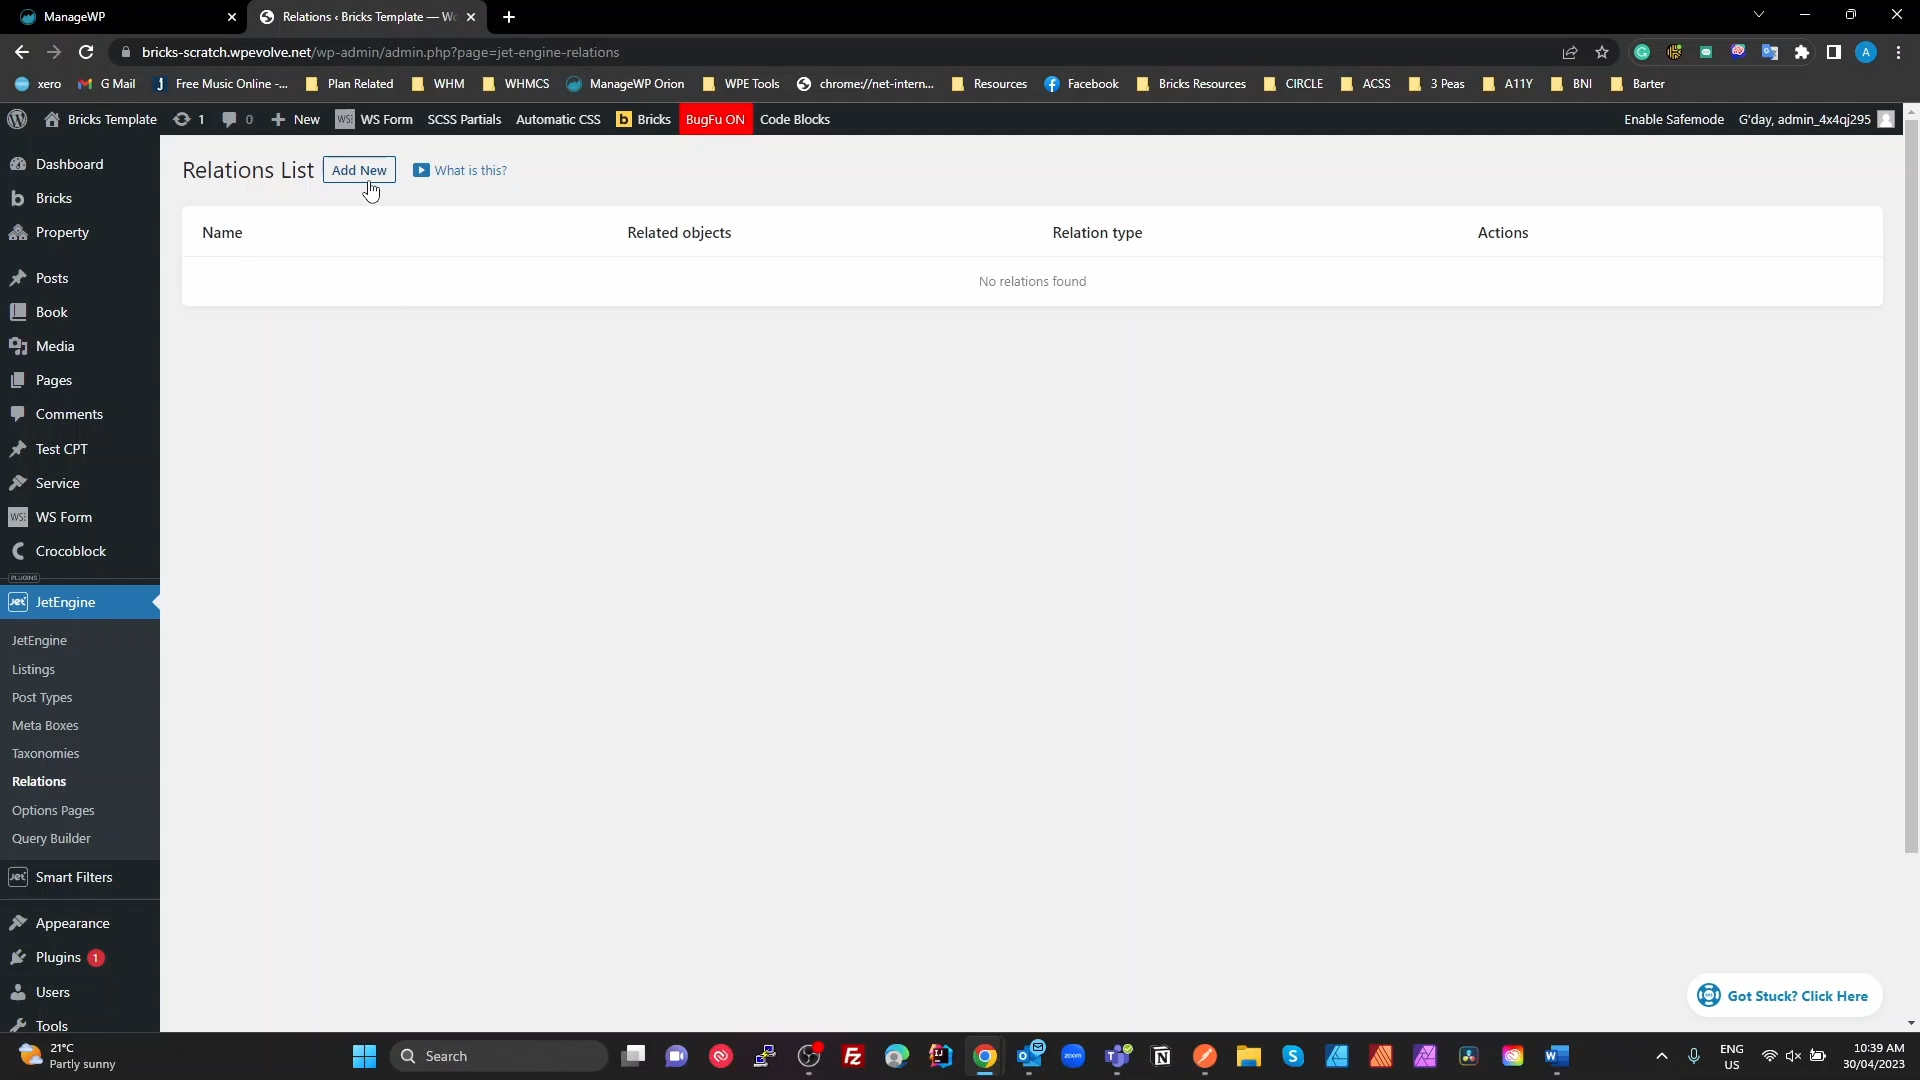 ManageWP
Relations ‹ Bricks Template — Wo
bricks-scratch.wpevolve.net/wp-admin/admin.php?page=jet-engine-relations
xero
G Mail
Free Music Online -...
Plan Related
WHM
WHMCS
ManageWP Orion
WPE Tools
chrome://net-intern...
Resources
Facebook
Bricks Resources
CIRCLE
ACSS
3 Peas
A11Y
BNI
Barter
Bricks Template
1
0
New
WS Form
SCSS Partials
Automatic CSS
Bricks
BugFu ON
Code Blocks
Enable Safemode
G'day, admin_4x4qj295
Dashboard
Bricks
Property
Posts
Book
Media
Pages
Comments
Test CPT
Service
WS Form
Crocoblock
PLUGINS
JetEngine
JetEngine
Listings
Post Types
Meta Boxes
Taxonomies
Relations
Options Pages
Query Builder
Smart Filters
Appearance
Plugins 1
Users
Tools
Relations List
Add New
What is this?
Name
Related objects
Relation type
Actions
No relations found
Got Stuck? Click Here
21°C
Partly sunny
Search
ENG
US
10:39 AM
30/04/2023